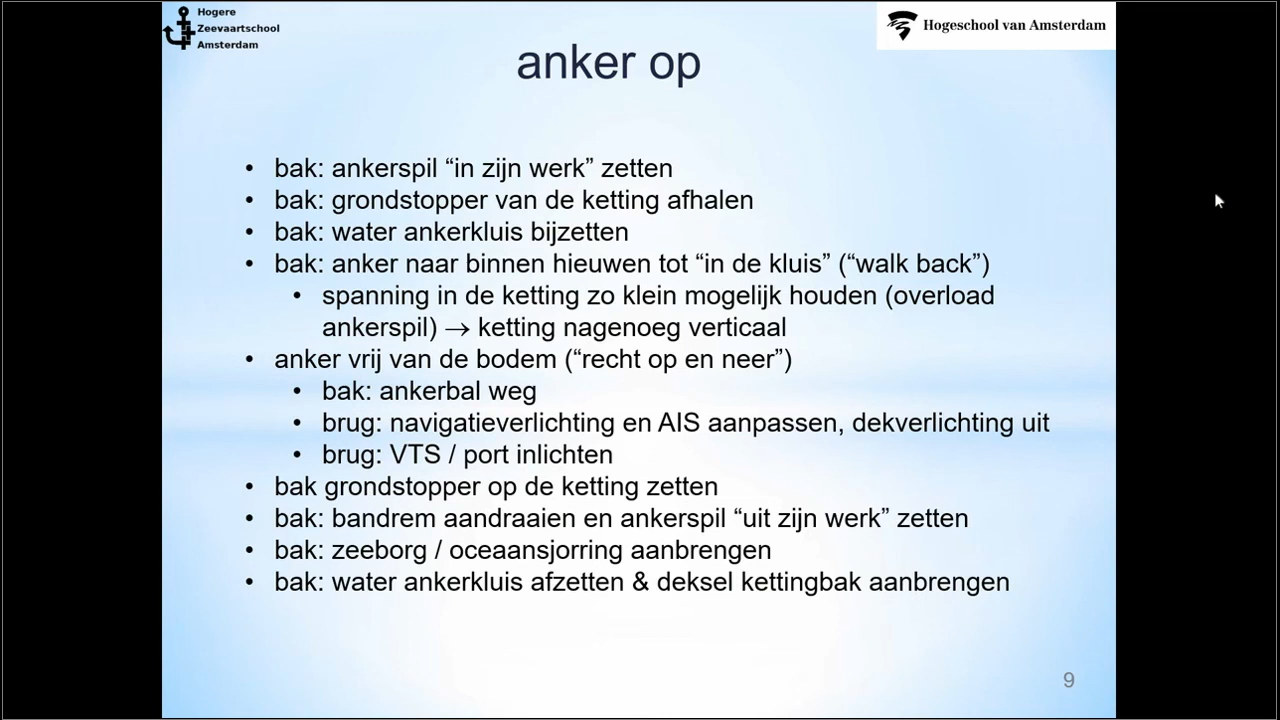 Hogere
Zeevaartschool
Amsterdam
Hogeschool van Amsterdam
anker op
• bak: ankerspil “in zijn werk” zetten
• bak: grondstopper van de ketting afhalen
• bak: water ankerkluis bijzetten
• bak: anker naar binnen hieuwen tot “in de kluis” (“walk back”)
• spanning in de ketting zo klein mogelijk houden (overload
ankerspil) → ketting nagenoeg verticaal
• anker vrij van de bodem (“recht op en neer”)
• bak: ankerbal weg
• brug: navigatieverlichting en AIS aanpassen, dekverlichting uit
• brug: VTS / port inlichten
• bak grondstopper op de ketting zetten
• bak: bandrem aandraaien en ankerspil “uit zijn werk” zetten
• bak: zeeborg / oceaansjorring aanbrengen
• bak: water ankerkluis afzetten & deksel kettingbak aanbrengen
9